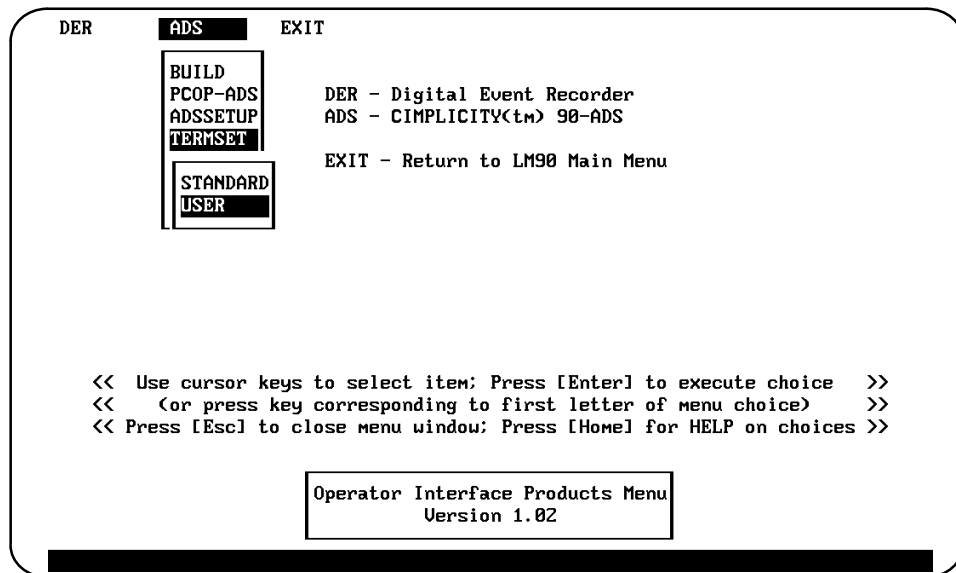 DER ADS EXIT
BUILD
PCOP-ADS
ADSSETUP
TERMSET
STANDARD
USER
DER - Digital Event Recorder
ADS - CIMPLICITY(tm) 90-ADS
EXIT - Return to LM90 Main Menu
<< Use cursor keys to select item; Press [Enter] to execute choice >>
<< (or press key corresponding to first letter of menu choice) >>
<< Press [Esc] to close menu window; Press [Home] for HELP on choices >>
Operator Interface Products Menu
Version 1.02